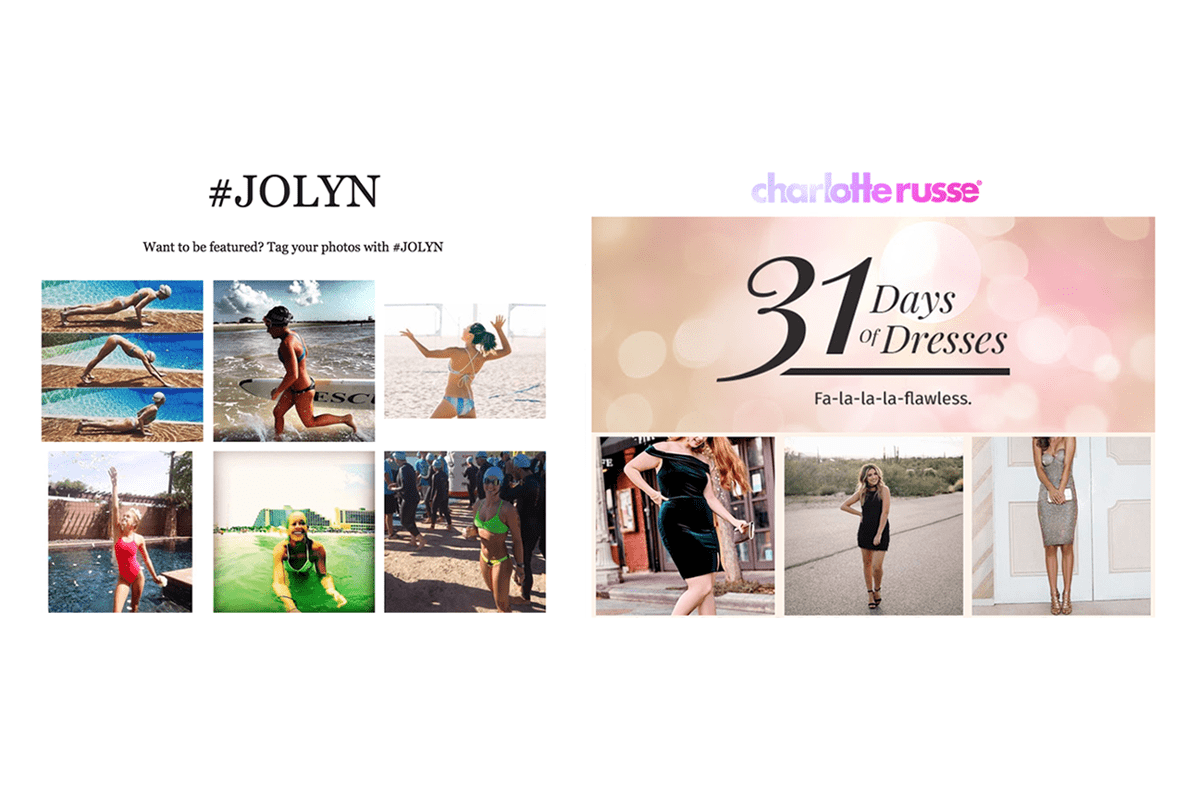 #JOLYN
Want to be featured? Tag your photos with #JOLYN
ESC
charlotte russe®
31 Days
of Dresses
Fa-la-la-la-flawless.